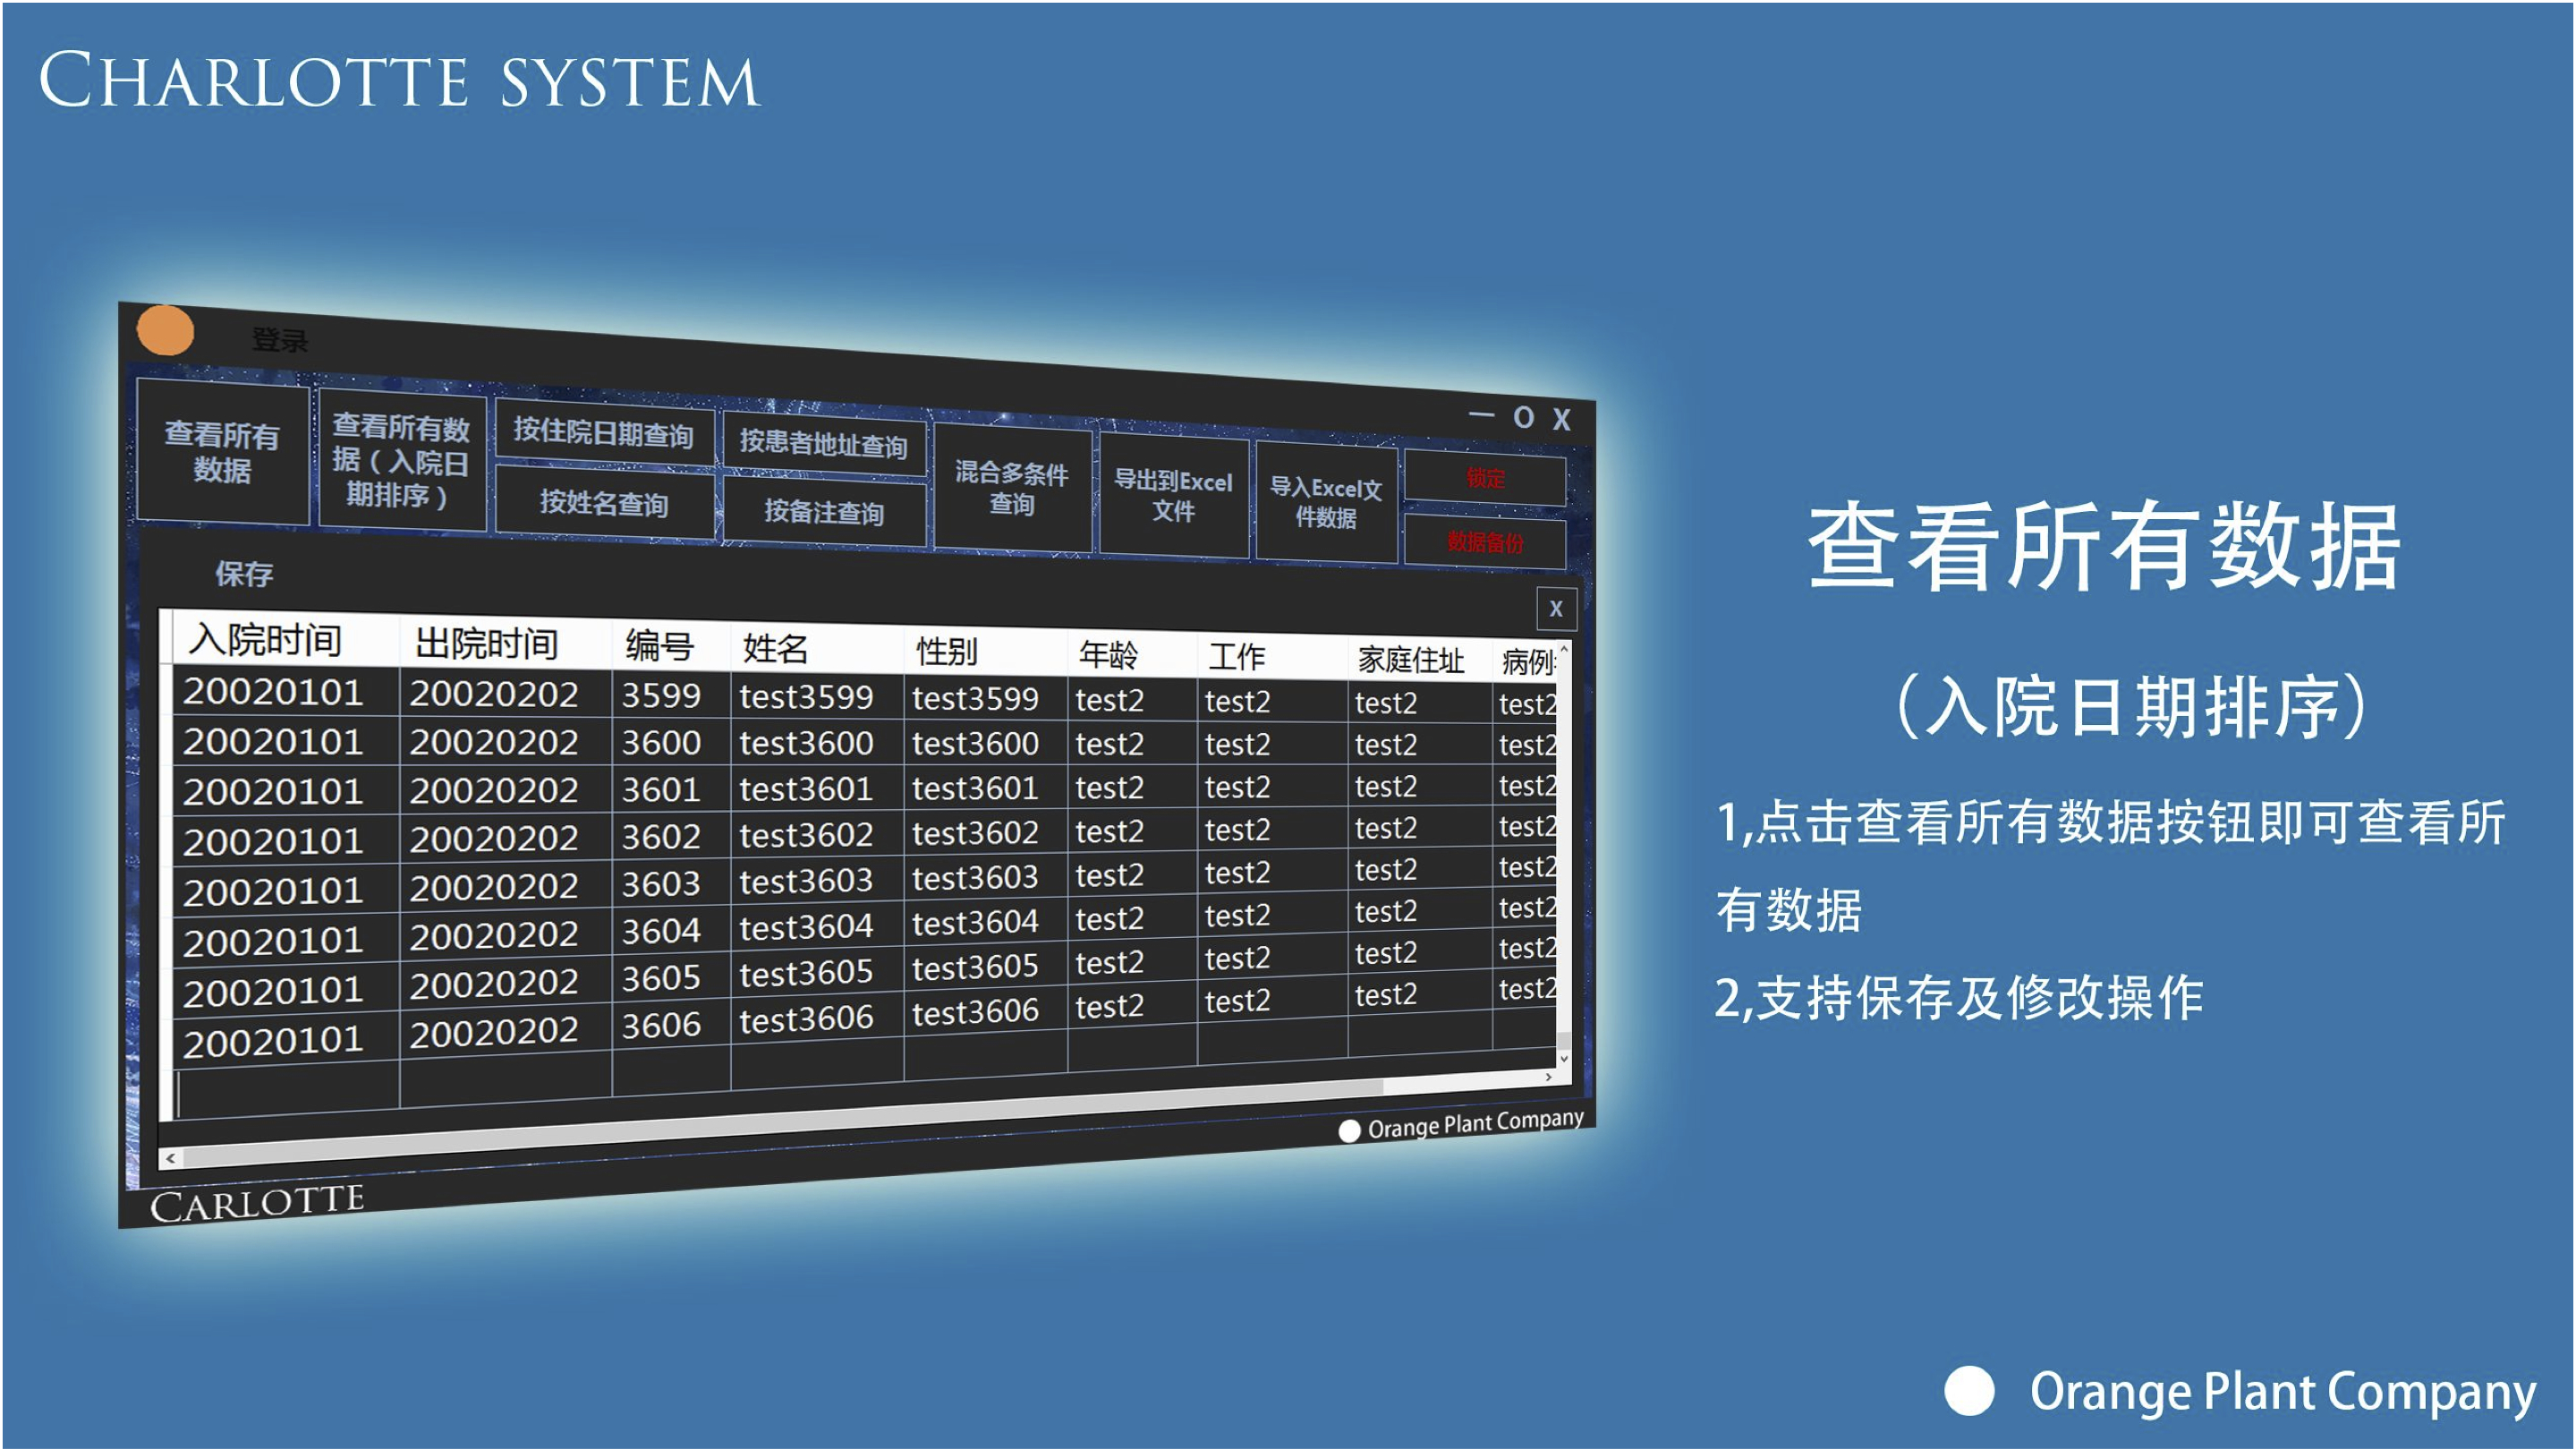 CHARLOTTE SYSTEM
登录
— O X
查看所有
数据
查看所有数
据（入院日
期排序）
按住院日期查询
按姓名查询
按患者地址查询
按备注查询
混合多条件
查询
导出到Excel
文件
导入Excel文
件数据
锁定
数据备份
保存
X
入院时间 出院时间 编号 姓名 性别 年龄 工作 家庭住址 病例
20020101 20020202 3599 test3599 test3599 test2 test2 test2 test2
20020101 20020202 3600 test3600 test3600 test2 test2 test2 test2
20020101 20020202 3601 test3601 test3601 test2 test2 test2 test2
20020101 20020202 3602 test3602 test3602 test2 test2 test2 test2
20020101 20020202 3603 test3603 test3603 test2 test2 test2 test2
20020101 20020202 3604 test3604 test3604 test2 test2 test2 test2
20020101 20020202 3605 test3605 test3605 test2 test2 test2 test2
20020101 20020202 3606 test3606 test3606 test2 test2 test2 test2
Orange Plant Company
CARLOTTE
查看所有数据
（入院日期排序）
1,点击查看所有数据按钮即可查看所
有数据
2,支持保存及修改操作
Orange Plant Company